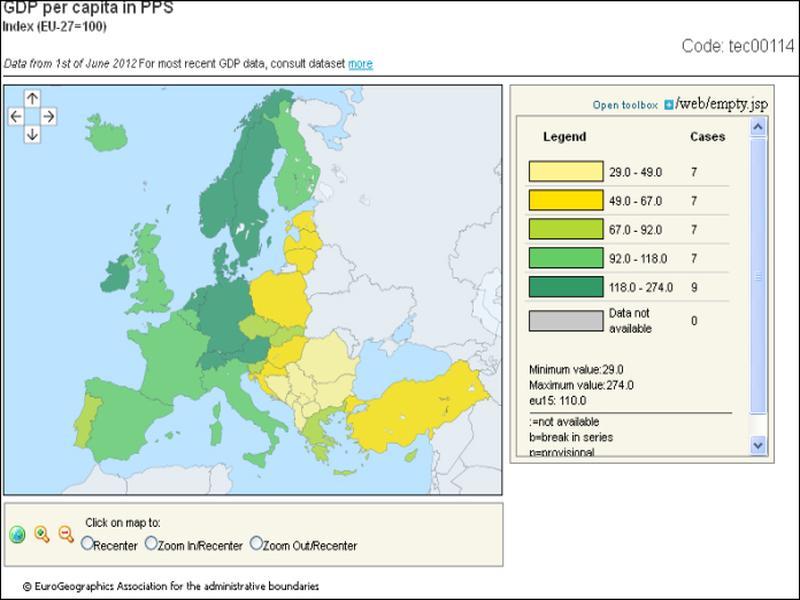 GDP per capita in PPS
Index (EU-27=100)
Code: tec00114
Data from 1st of June 2012 For most recent GDP data, consult dataset more
Open toolbox /web/empty.jsp
Legend Cases
29.0 - 49.0 7
49.0 - 67.0 7
67.0 - 92.0 7
92.0 - 118.0 7
118.0 - 274.0 9
Data not
available 0
Minimum value:29.0
Maximum value:274.0
eu15: 110.0
:=not available
b=break in series
p=provisional
Click on map to:
Recenter Zoom In/Recenter Zoom Out/Recenter
© EuroGeographics Association for the administrative boundaries